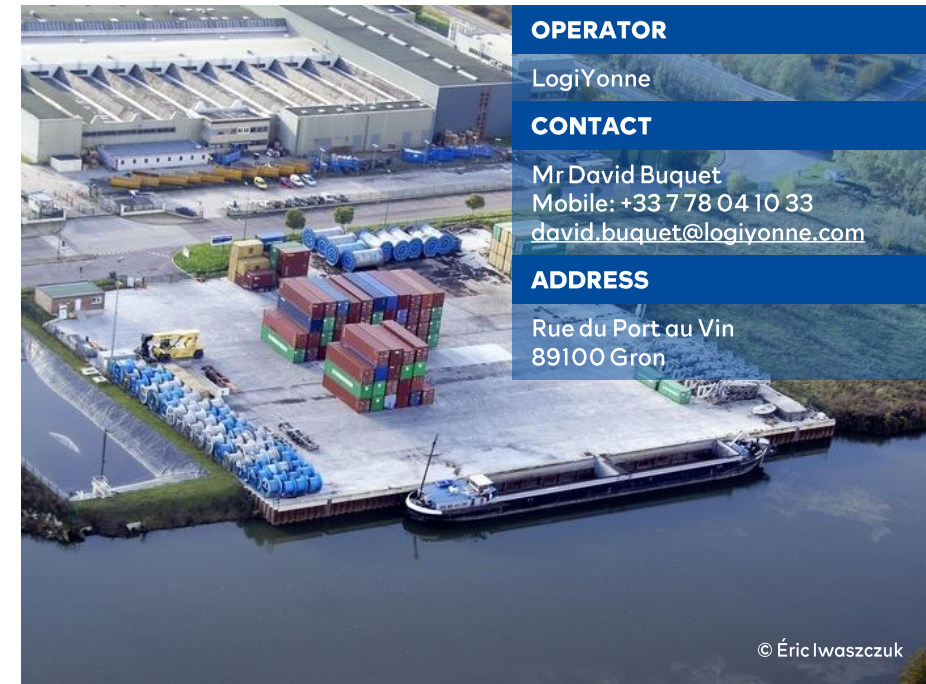 OPERATOR
LogiYonne
CONTACT
Mr David Buquet
Mobile: +33 7 78 04 10 33
david.buquet@logiyonne.com
ADDRESS
Rue du Port au Vin
89100 Gron
© Éric Iwaszczuk